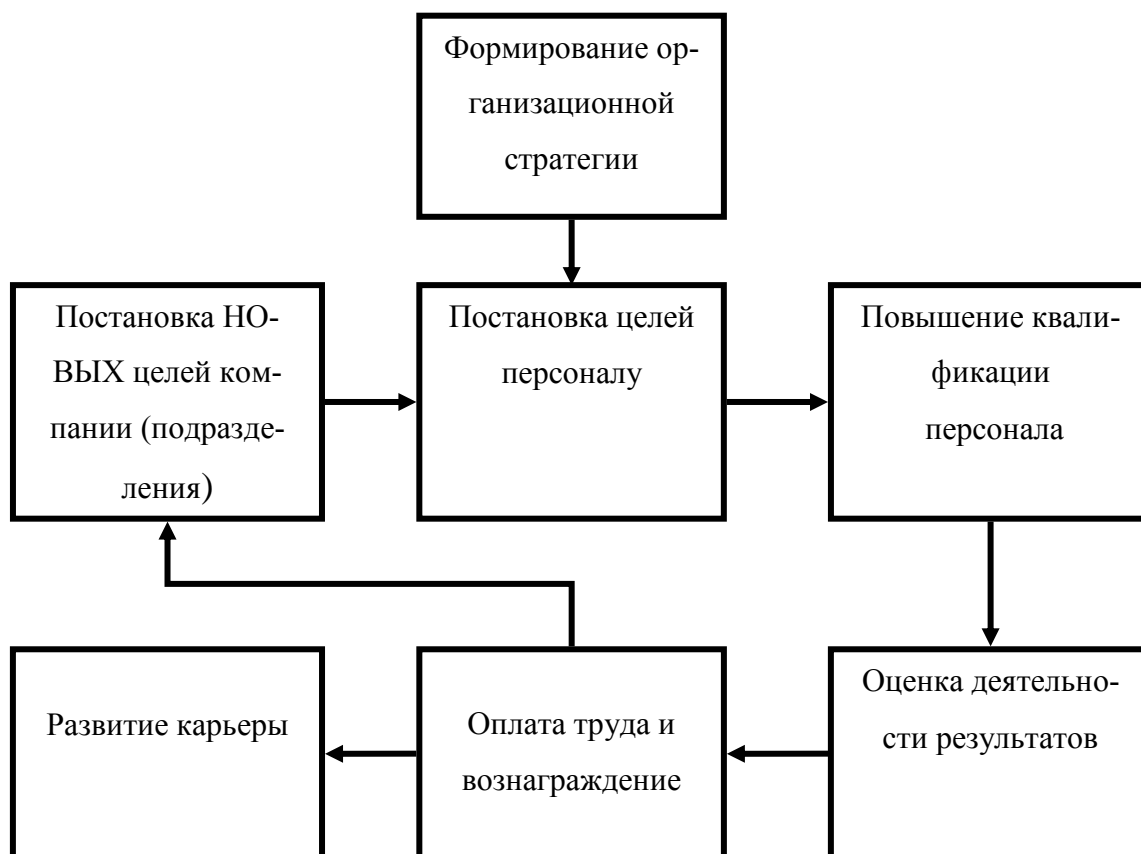 Формирование ор-
ганизационной
стратегии
Постановка НО-
ВЫХ целей ком-
пании (подразде-
ления)
Постановка целей
персоналу
Повышение квали-
фикации
персонала
Развитие карьеры
Оплата труда и
вознаграждение
Оценка деятельно-
сти результатов